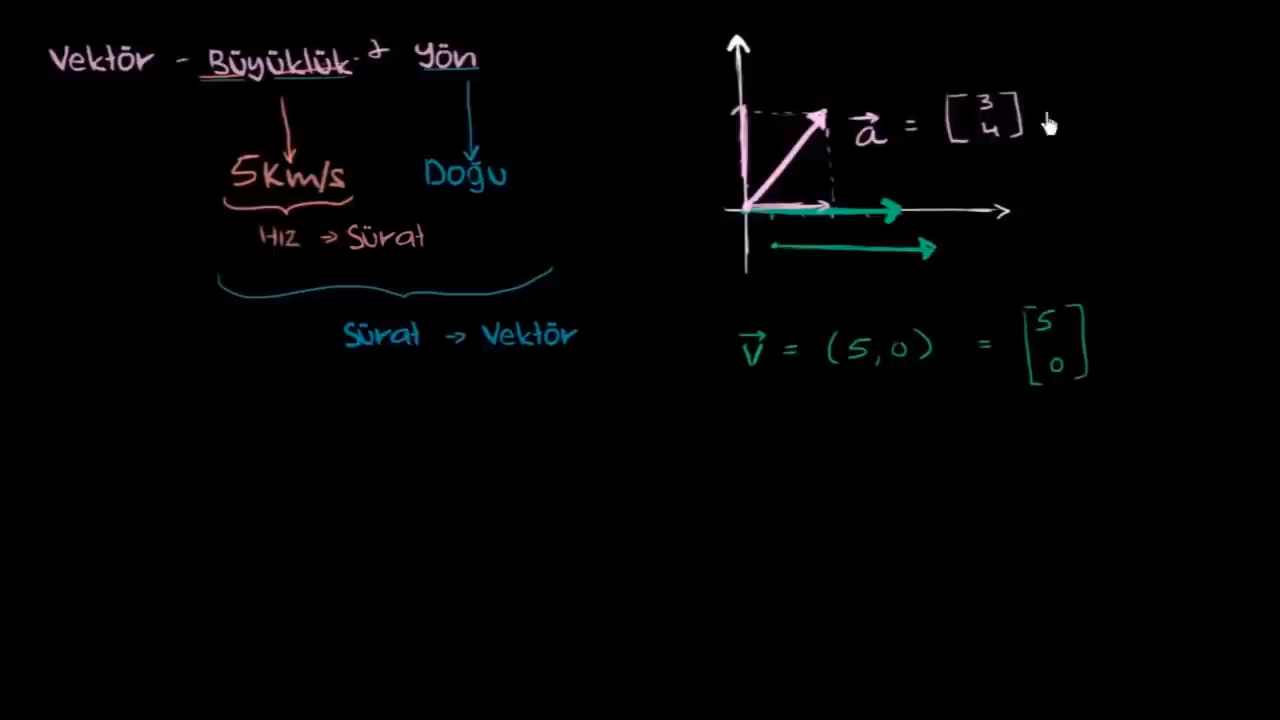 Vektör - Büyüklük + Yön
5Km/s
Doğu
Hız → Sürat
Sürat → Vektör
a = [3 4]
v = (5,0) = [5 0]